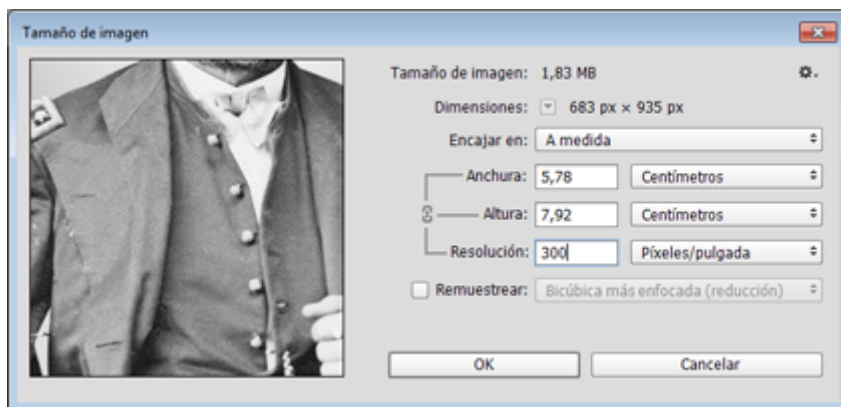 Tamaño de imagen
Tamaño de imagen: 1,83 MB
Dimensiones: 683 px × 935 px
Encajar en: A medida
Anchura: 5,78 Centímetros
Altura: 7,92 Centímetros
Resolución: 300 Píxeles/pulgada
Remuestrear: Bicúbica más enfocada (reducción)
OK Cancelar